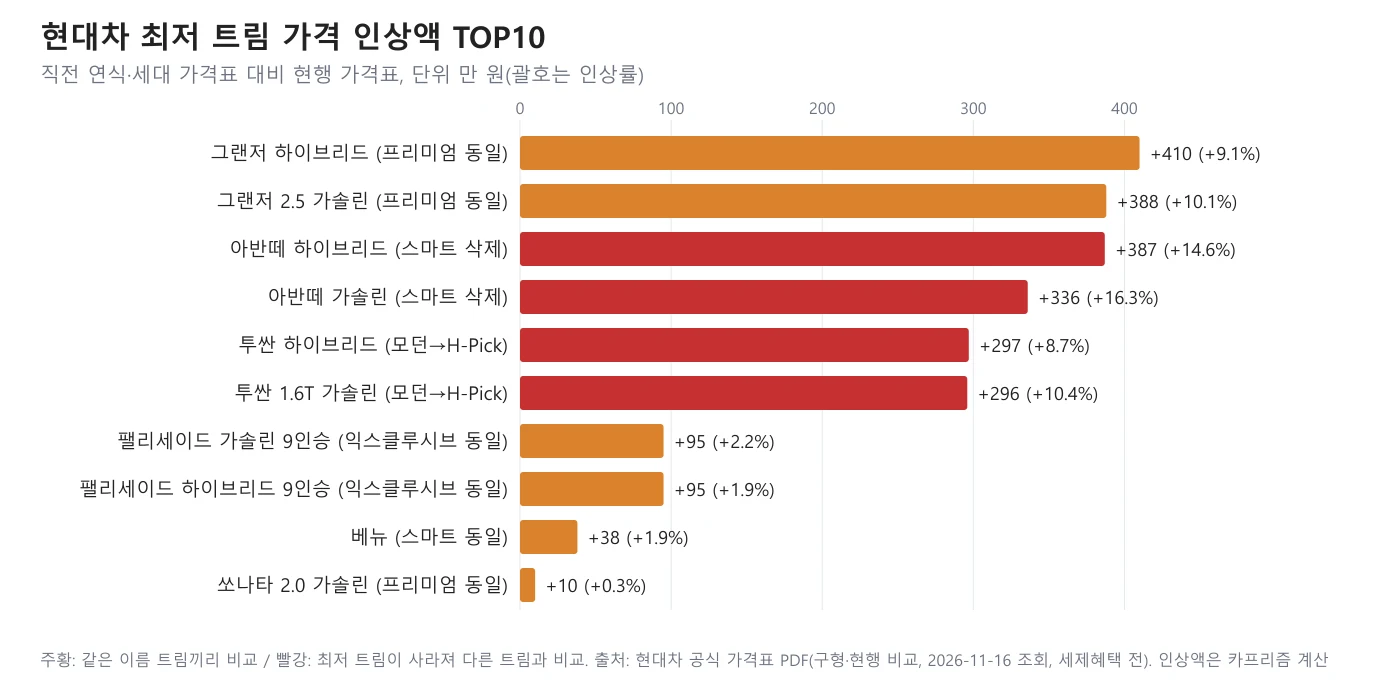 현대차 최저 트림 가격 인상액 TOP10
직전 연식·세대 가격표 대비 현행 가격표, 단위 만 원(괄호는 인상률)
0 100 200 300 400
그랜저 하이브리드 (프리미엄 동일) +410 (+9.1%)
그랜저 2.5 가솔린 (프리미엄 동일) +388 (+10.1%)
아반떼 하이브리드 (스마트 삭제) +387 (+14.6%)
아반떼 가솔린 (스마트 삭제) +336 (+16.3%)
투싼 하이브리드 (모던→H-Pick) +297 (+8.7%)
투싼 1.6T 가솔린 (모던→H-Pick) +296 (+10.4%)
팰리세이드 가솔린 9인승 (익스클루시브 동일) +95 (+2.2%)
팰리세이드 하이브리드 9인승 (익스클루시브 동일) +95 (+1.9%)
베뉴 (스마트 동일) +38 (+1.9%)
쏘나타 2.0 가솔린 (프리미엄 동일) +10 (+0.3%)
주황: 같은 이름 트림끼리 비교 / 빨강: 최저 트림이 사라져 다른 트림과 비교. 출처: 현대차 공식 가격표 PDF(구형·현행 비교, 2026-11-16 조회, 세제혜택 전). 인상액은 카프리즘 계산